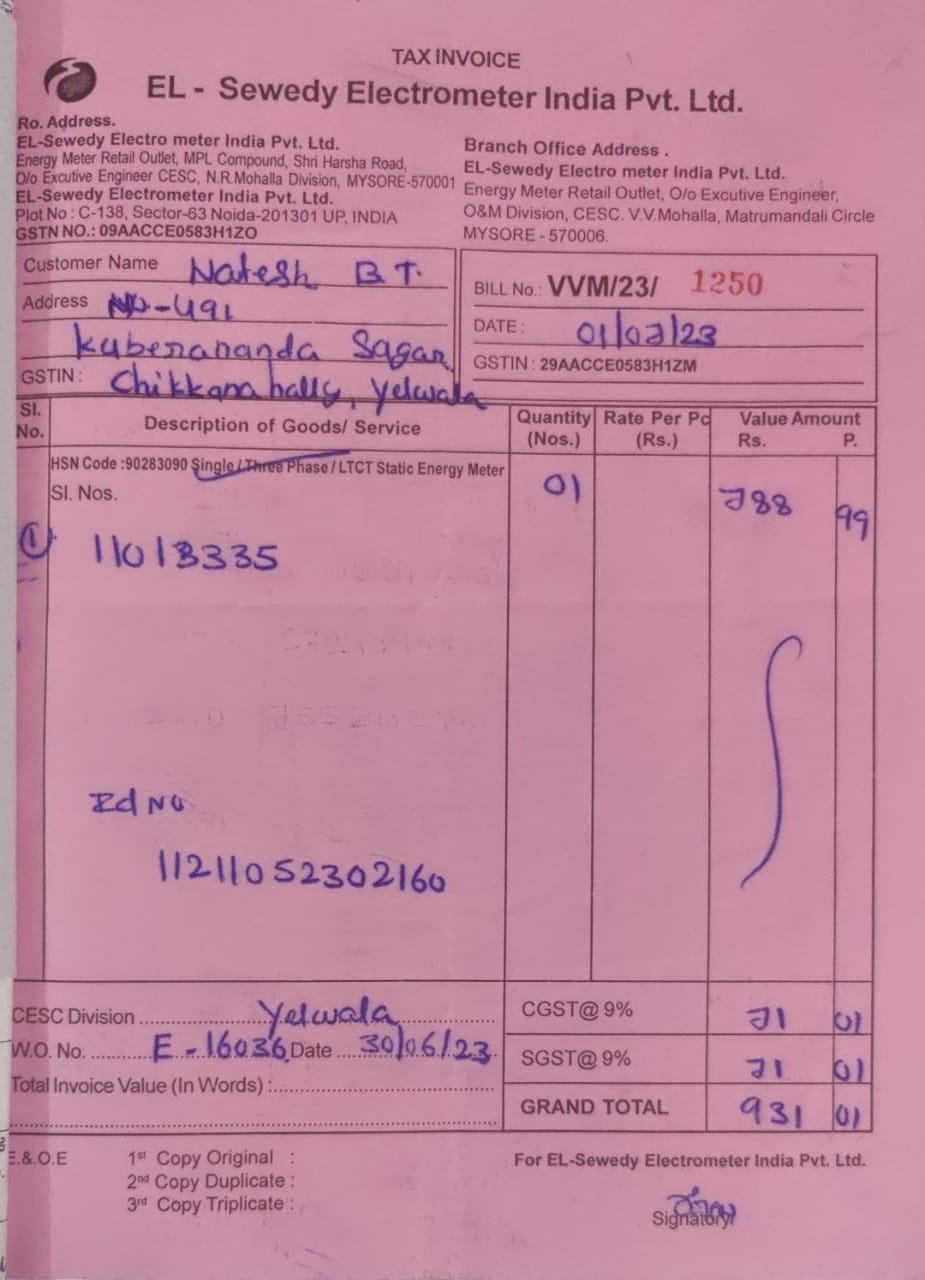 TAX INVOICE
EL - Sewedy Electrometer India Pvt. Ltd.
Ro. Address.
EL-Sewedy Electro meter India Pvt. Ltd.
Energy Meter Retail Outlet, MPL Compound, Shri Harsha Road,
O/o Excutive Engineer CESC, N.R.Mohalla Division, MYSORE-570001
EL-Sewedy Electrometer India Pvt. Ltd.
Plot No : C-138, Sector-63 Noida-201301 UP, INDIA
GSTN NO.: 09AACCE0583H1ZO
Branch Office Address .
EL-Sewedy Electro meter India Pvt. Ltd.
Energy Meter Retail Outlet, O/o Excutive Engineer,
O&M Division, CESC. V.V.Mohalla, Matrumandali Circle
MYSORE - 570006.
Customer Name Natesh B.T.
Address No-491
Kuberananda Sagar
GSTIN : Chikkanahally, Yelwala
BILL No.: VVM/23/ 1250
DATE : 01/07/23
GSTIN : 29AACCE0583H1ZM
Sl. No. Description of Goods/ Service Quantity (Nos.) Rate Per Pc (Rs.) Value Amount Rs. P.
HSN Code :90283090 Single / Three Phase / LTCT Static Energy Meter 01 788 99
Sl. Nos.
1 11013335
Id No
11211052302160
CESC Division Yelwala
W.O. No. E-16036 Date 30/06/23
Total Invoice Value (In Words) :
CGST@ 9% 71 01
SGST@ 9% 71 01
GRAND TOTAL 931 01
E.&.O.E
1st Copy Original :
2nd Copy Duplicate :
3rd Copy Triplicate :
For EL-Sewedy Electrometer India Pvt. Ltd.
Signatory